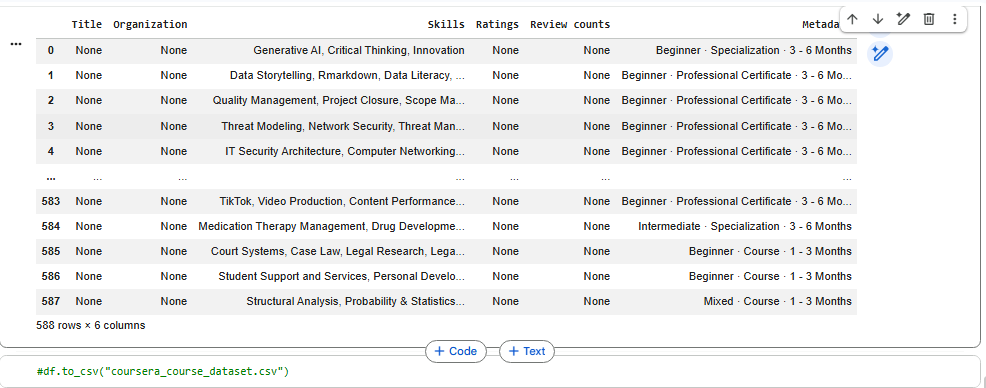 Title Organization Skills Ratings Review counts Metada
0 None None Generative AI, Critical Thinking, Innovation None None Beginner · Specialization · 3 - 6 Months
1 None None Data Storytelling, Rmarkdown, Data Literacy, ... None None Beginner · Professional Certificate · 3 - 6 Mo...
2 None None Quality Management, Project Closure, Scope Ma... None None Beginner · Professional Certificate · 3 - 6 Mo...
3 None None Threat Modeling, Network Security, Threat Man... None None Beginner · Professional Certificate · 3 - 6 Mo...
4 None None IT Security Architecture, Computer Networking... None None Beginner · Professional Certificate · 3 - 6 Mo...
... ... ... ... ... ... ...
583 None None TikTok, Video Production, Content Performance... None None Beginner · Professional Certificate · 3 - 6 Mo...
584 None None Medication Therapy Management, Drug Developme... None None Intermediate · Specialization · 3 - 6 Months
585 None None Court Systems, Case Law, Legal Research, Lega... None None Beginner · Course · 1 - 3 Months
586 None None Student Support and Services, Personal Develo... None None Beginner · Course · 1 - 3 Months
587 None None Structural Analysis, Probability & Statistics... None None Mixed · Course · 1 - 3 Months
588 rows × 6 columns
+ Code + Text
#df.to_csv("coursera_course_dataset.csv")